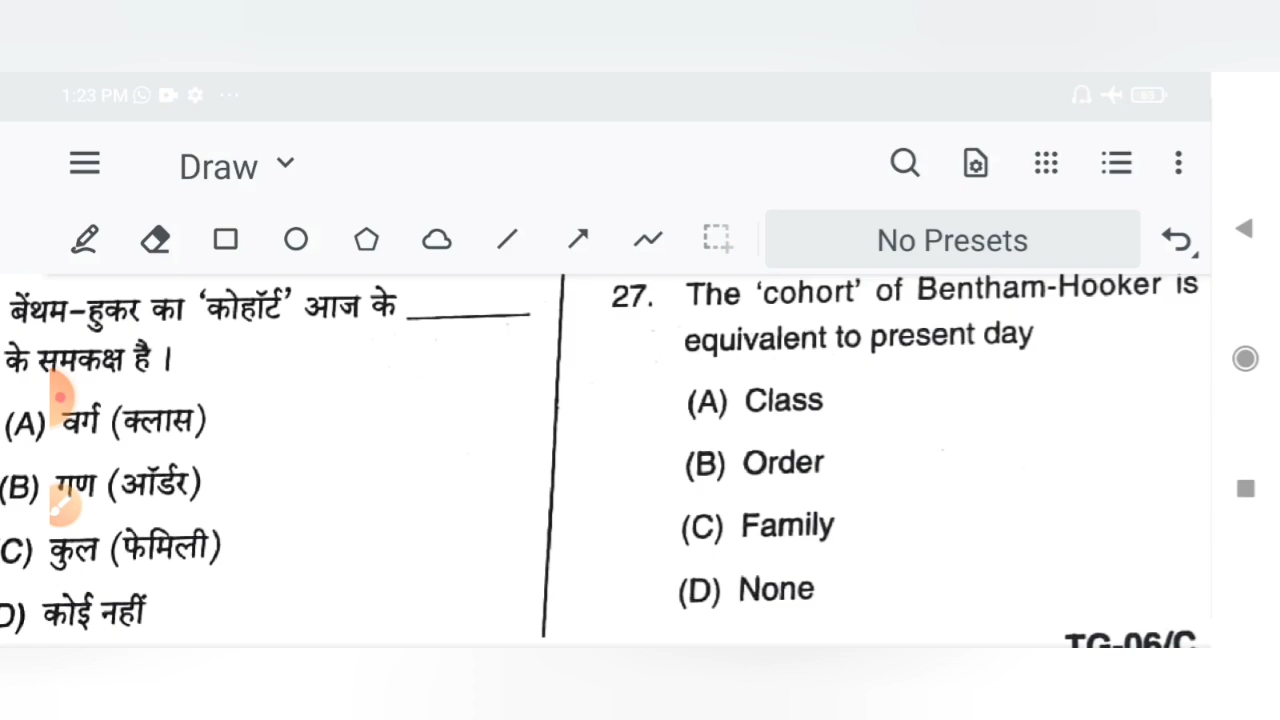 1:23 PM
63
Draw
No Presets
बेंथम-हुकर का ‘कोहॉर्ट’ आज के ________
के समकक्ष है ।
(A) वर्ग (क्लास)
(B) गण (ऑर्डर)
C) कुल (फेमिली)
D) कोई नहीं
27. The ‘cohort’ of Bentham-Hooker is
equivalent to present day
(A) Class
(B) Order
(C) Family
(D) None
TG-06/C